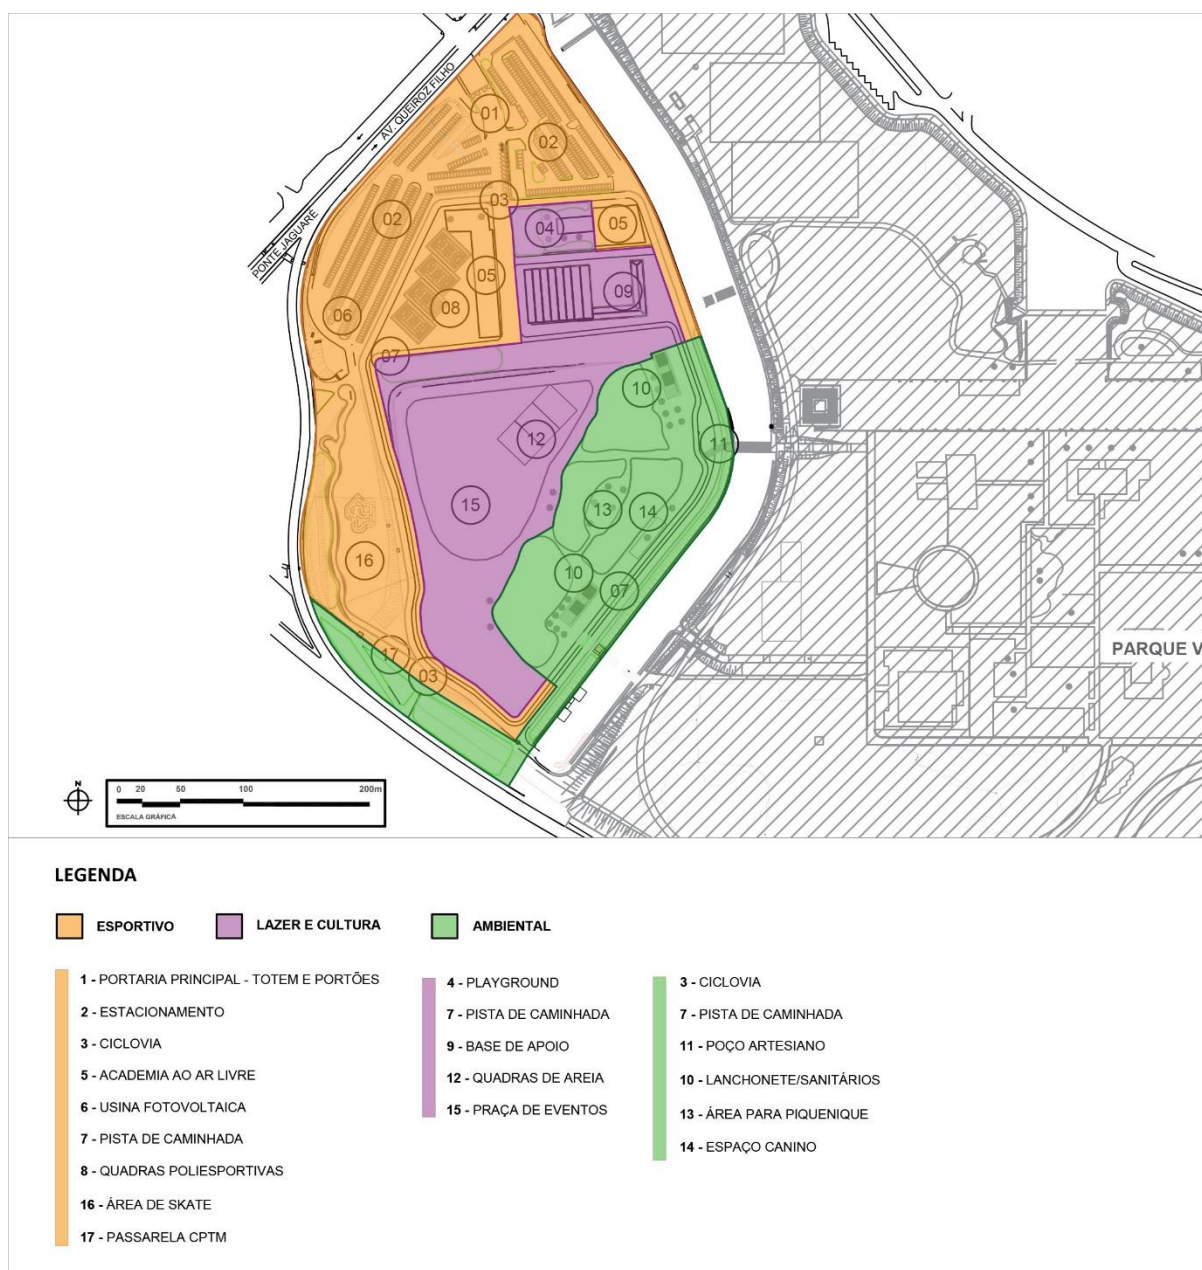 AV. QUEIROZ FILHO
PONTE JAGUARÉ
01
02
03
02
04
05
05
09
08
06
07
10
12
11
15
13
14
16
10
07
17
03
PARQUE V
N
0 20 50 100 200m
ESCALA GRÁFICA
LEGENDA
ESPORTIVO
LAZER E CULTURA
AMBIENTAL
1 - PORTARIA PRINCIPAL - TOTEM E PORTÕES
2 - ESTACIONAMENTO
3 - CICLOVIA
5 - ACADEMIA AO AR LIVRE
6 - USINA FOTOVOLTAICA
7 - PISTA DE CAMINHADA
8 - QUADRAS POLIESPORTIVAS
16 - ÁREA DE SKATE
17 - PASSARELA CPTM
4 - PLAYGROUND
7 - PISTA DE CAMINHADA
9 - BASE DE APOIO
12 - QUADRAS DE AREIA
15 - PRAÇA DE EVENTOS
3 - CICLOVIA
7 - PISTA DE CAMINHADA
11 - POÇO ARTESIANO
10 - LANCHONETE/SANITÁRIOS
13 - ÁREA PARA PIQUENIQUE
14 - ESPAÇO CANINO